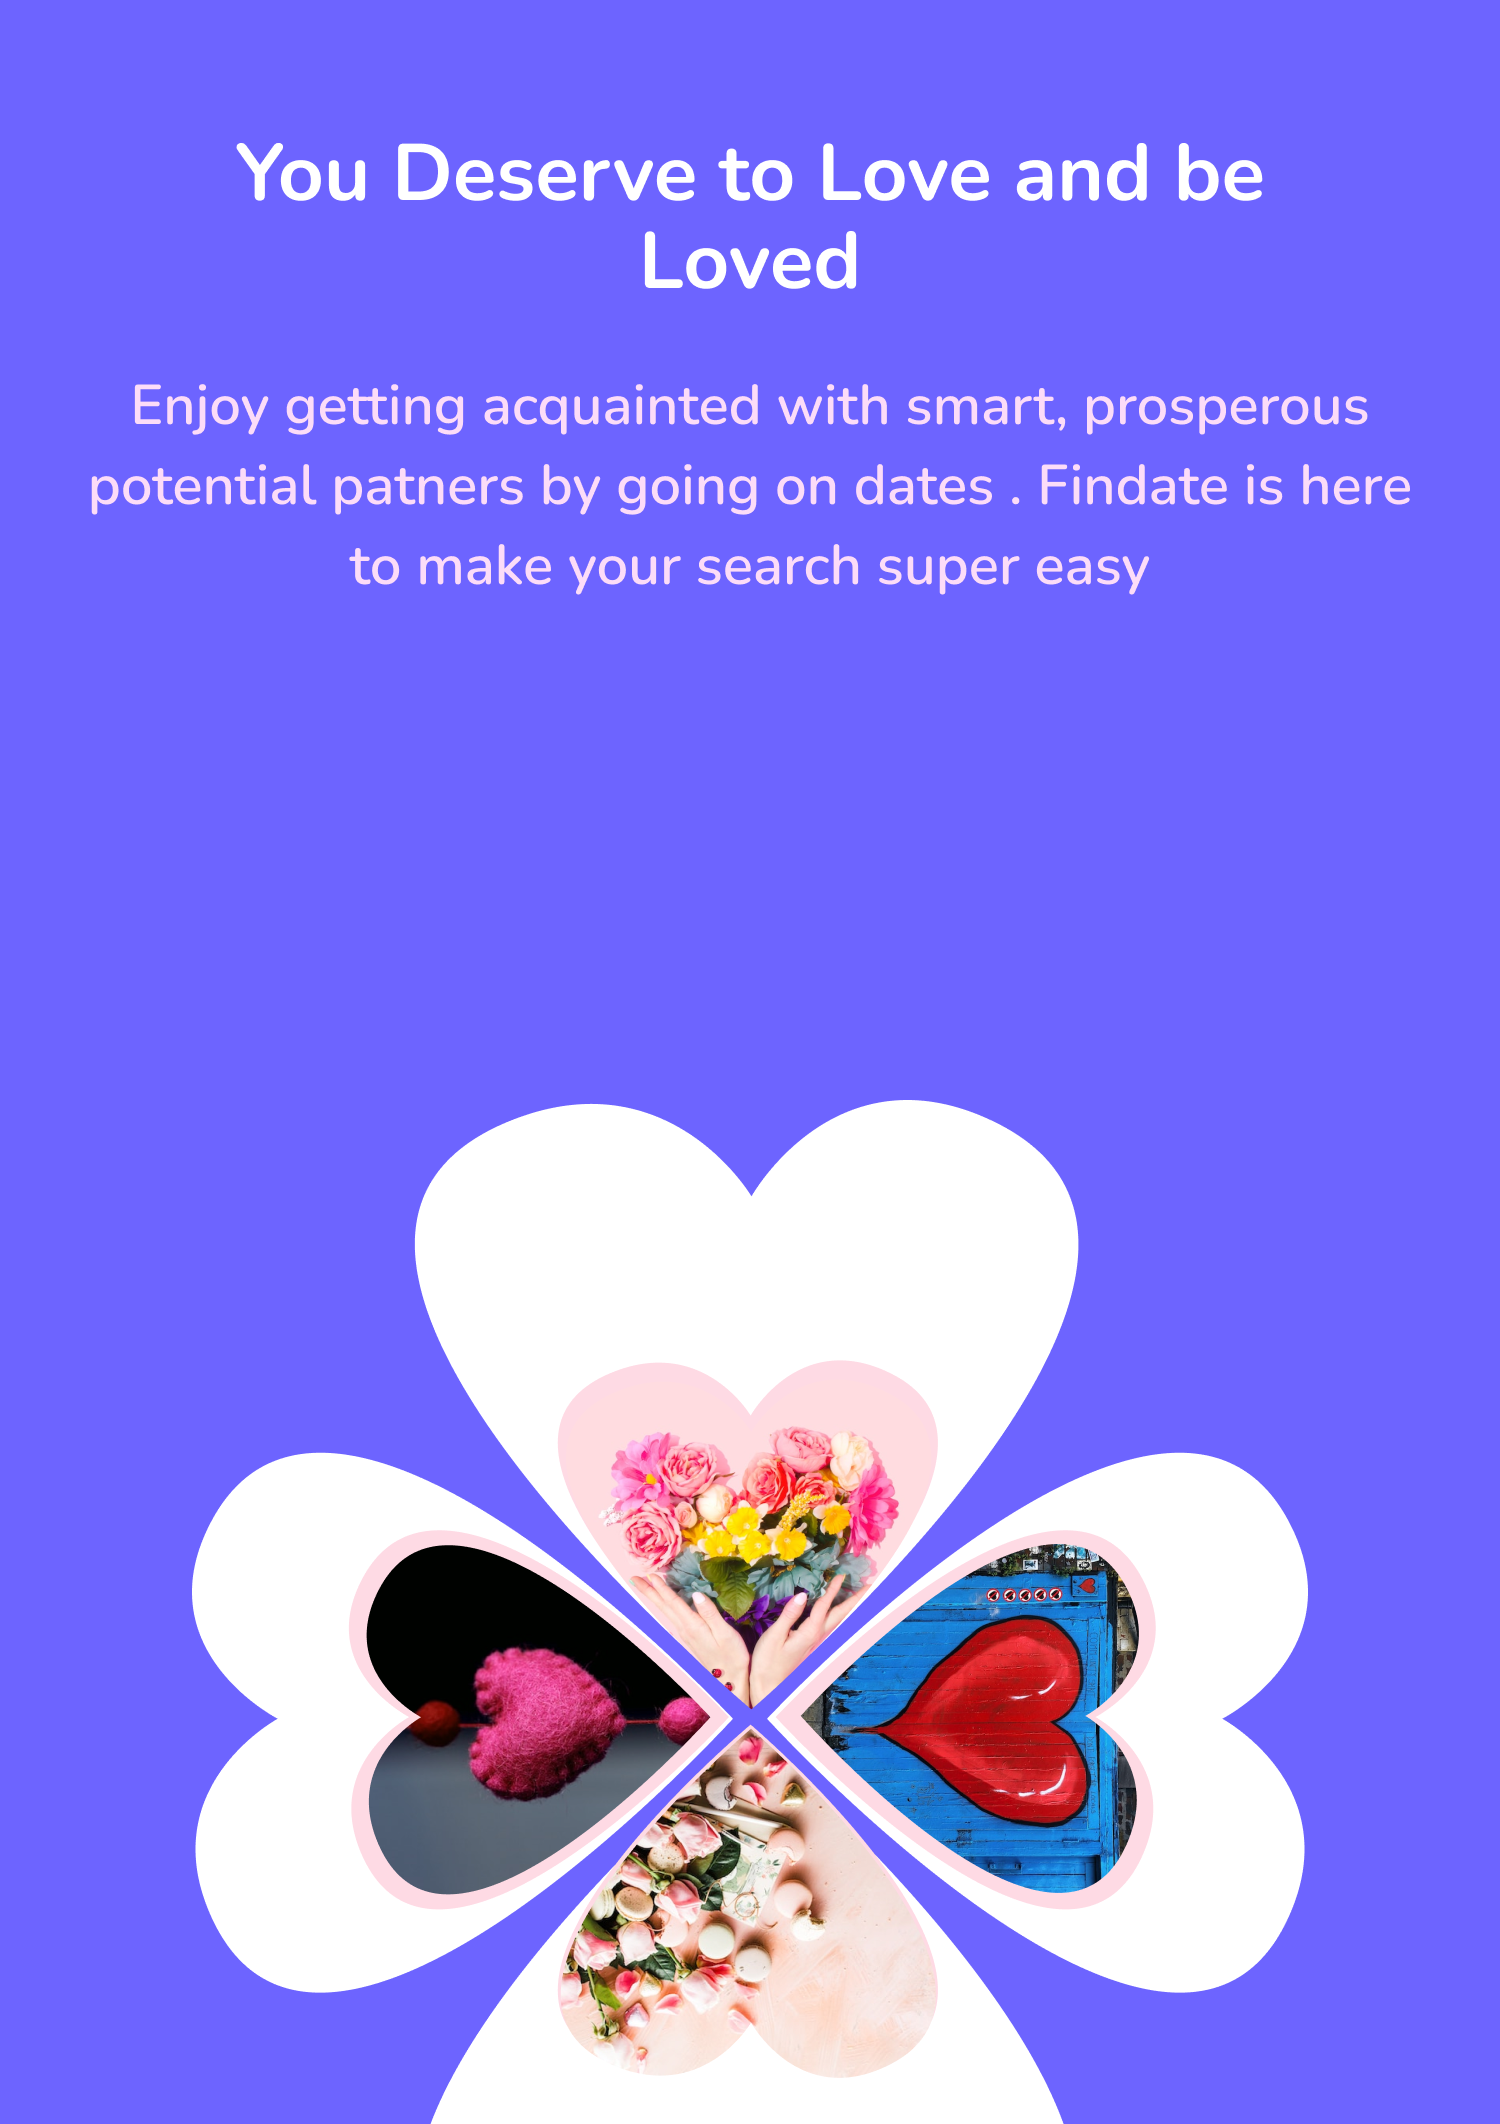 You Deserve to Love and be
Loved
Enjoy getting acquainted with smart, prosperous
potential patners by going on dates . Findate is here
to make your search super easy